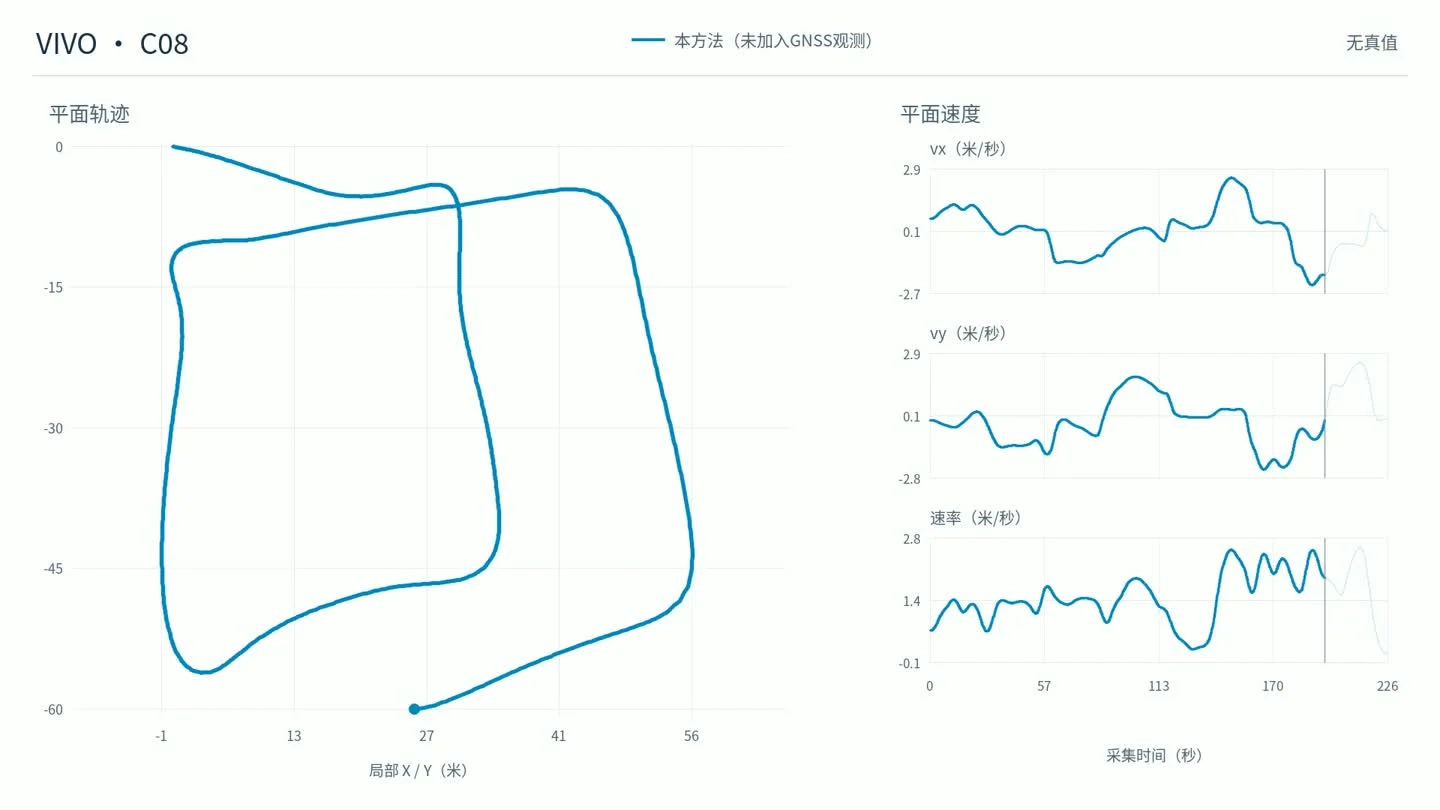 VIVO · C08
本方法（未加入GNSS观测）
无真值
平面轨迹
0
-15
-30
-45
-60
-1 13 27 41 56
局部 X / Y（米）
平面速度
vx（米/秒）
2.9
0.1
-2.7
vy（米/秒）
2.9
0.1
-2.8
速率（米/秒）
2.8
1.4
-0.1
0 57 113 170 226
采集时间（秒）